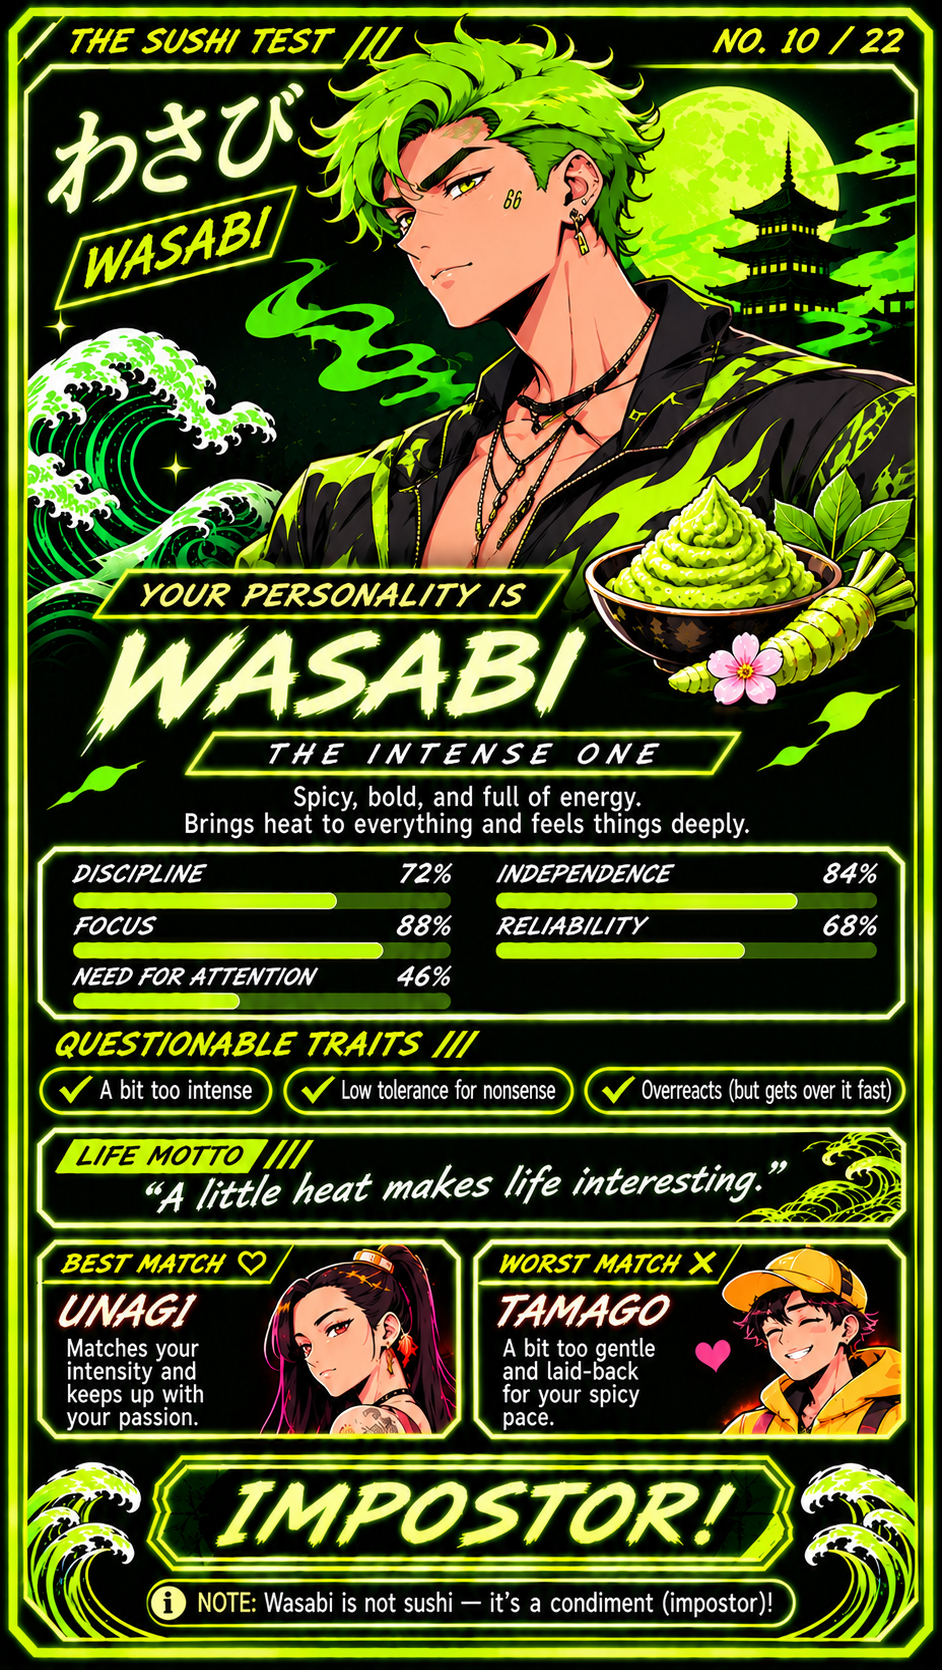 THE SUSHI TEST ///
NO. 10 / 22
わさび
WASABI
66
YOUR PERSONALITY IS
WASABI
THE INTENSE ONE
Spicy, bold, and full of energy.
Brings heat to everything and feels things deeply.
DISCIPLINE 72%
INDEPENDENCE 84%
FOCUS 88%
RELIABILITY 68%
NEED FOR ATTENTION 46%
QUESTIONABLE TRAITS ///
A bit too intense
Low tolerance for nonsense
Overreacts (but gets over it fast)
LIFE MOTTO ///
“A little heat makes life interesting.”
BEST MATCH
UNAGI
Matches your
intensity and
keeps up with
your passion.
WORST MATCH
TAMAGO
A bit too gentle
and laid-back
for your spicy
pace.
IMPOSTOR!
i NOTE: Wasabi is not sushi — it's a condiment (impostor)!